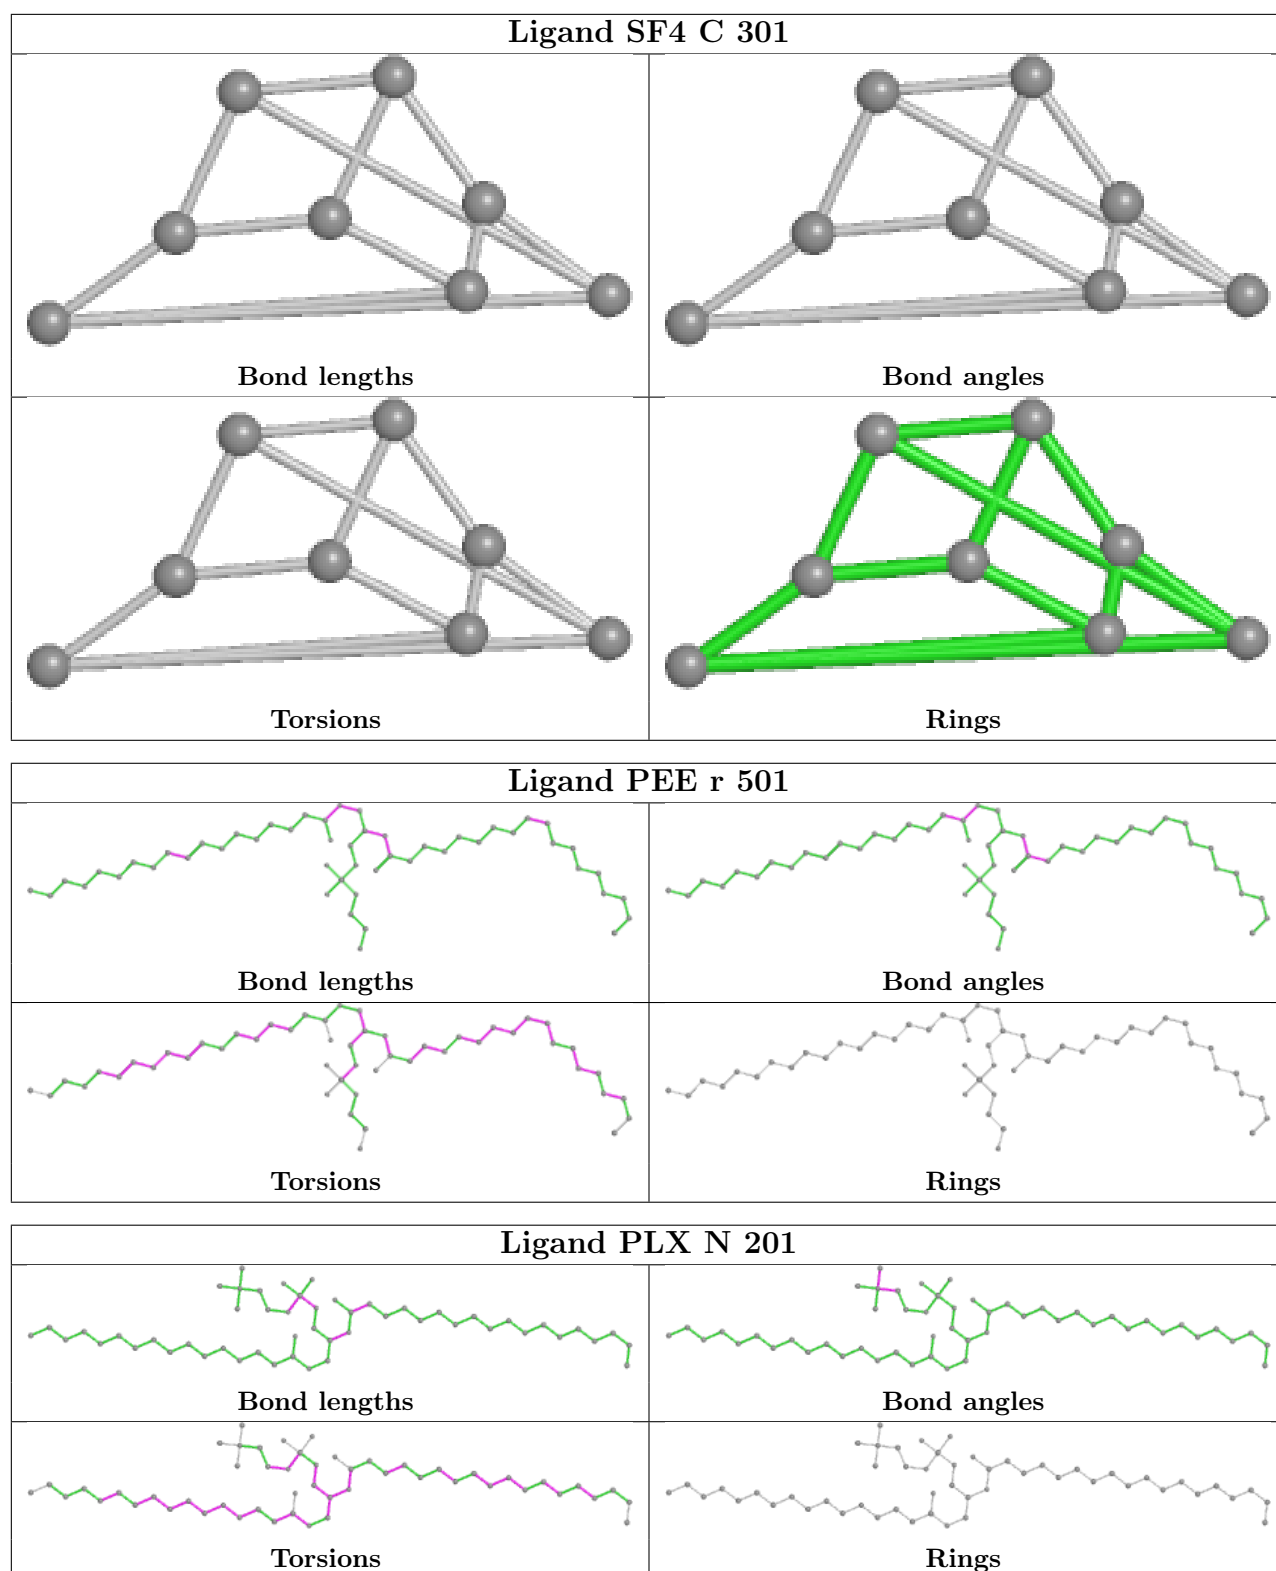 Ligand SF4 C 301
Bond lengths
Bond angles
Torsions
Rings
Ligand PEE r 501
Bond lengths
Bond angles
Torsions
Rings
Ligand PLX N 201
Bond lengths
Bond angles
Torsions
Rings